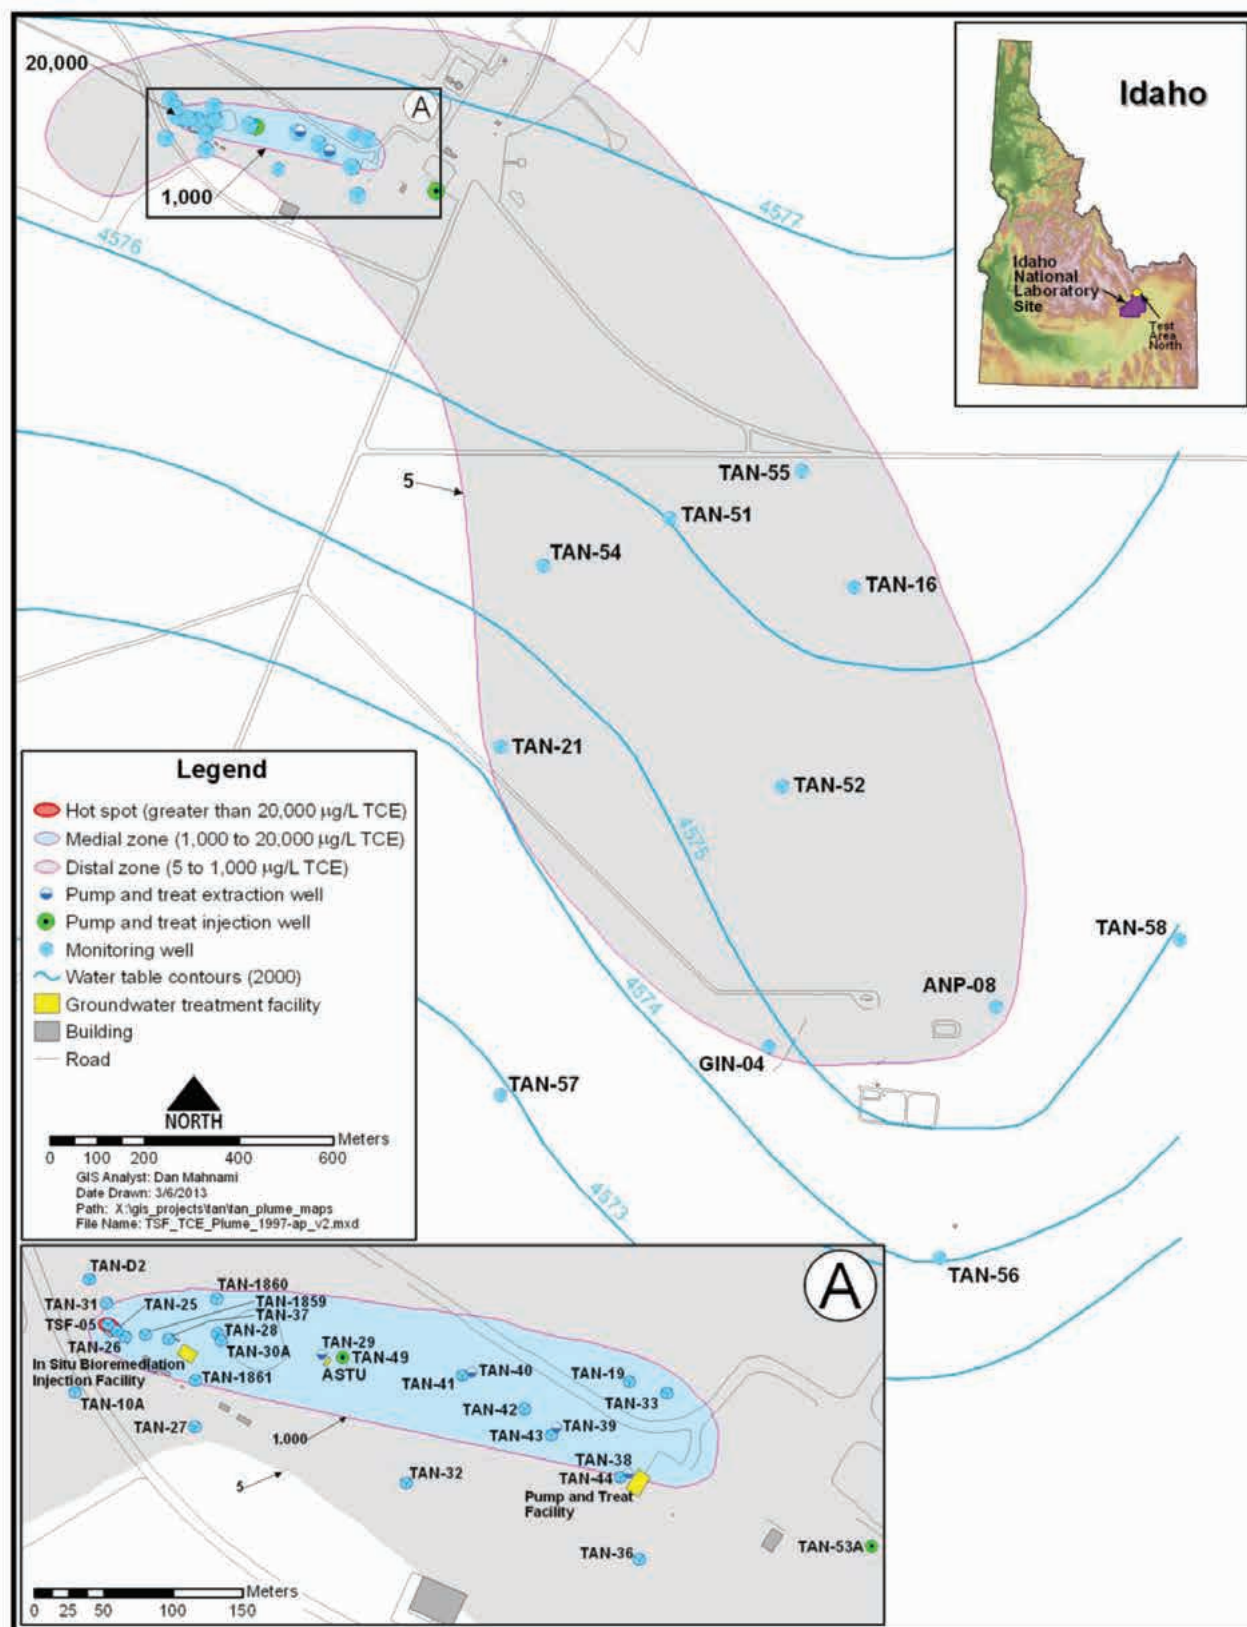 20,000
A
1,000
4577
4576
Idaho
Idaho
National
Laboratory
Site
Test
Area
North
5
TAN-55
TAN-51
TAN-54
TAN-16
TAN-21
TAN-52
4575
TAN-58
ANP-08
4574
GIN-04
TAN-57
4573
TAN-56
Legend
Hot spot (greater than 20,000 µg/L TCE)
Medial zone (1,000 to 20,000 µg/L TCE)
Distal zone (5 to 1,000 µg/L TCE)
Pump and treat extraction well
Pump and treat injection well
Monitoring well
Water table contours (2000)
Groundwater treatment facility
Building
Road
NORTH
Meters
0 100 200 400 600
GIS Analyst: Dan Mahnami
Date Drawn: 3/6/2013
Path: X:\gis_projects\tan\tan_plume_maps
File Name: TSF_TCE_Plume_1997-ap_v2.mxd
A
TAN-D2
TAN-1860
TAN-31
TAN-25
TAN-1859
TAN-37
TSF-05
TAN-28
TAN-26
TAN-30A
TAN-29
TAN-49
ASTU
In Situ Bioremediation
Injection Facility
TAN-1861
TAN-41
TAN-40
TAN-19
TAN-33
TAN-10A
TAN-27
TAN-42
TAN-39
TAN-43
1,000
TAN-38
TAN-44
5
TAN-32
Pump and Treat
Facility
TAN-36
TAN-53A
Meters
0 25 50 100 150